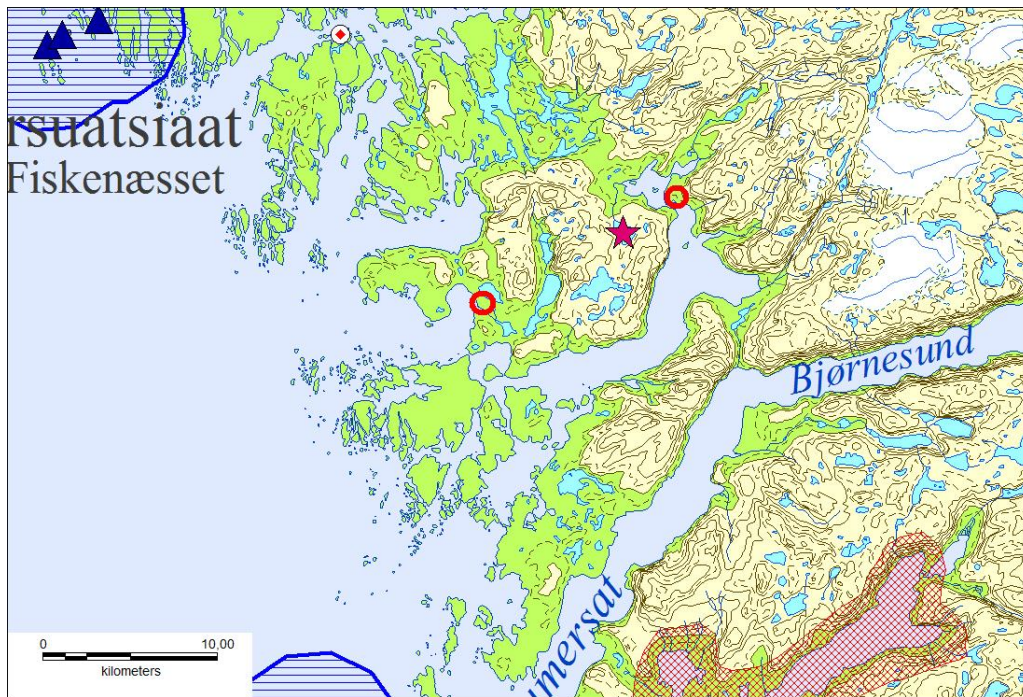 rsuatsiaat
Fiskenæsset
Bjørnesund
umersat
0 10,00
kilometers